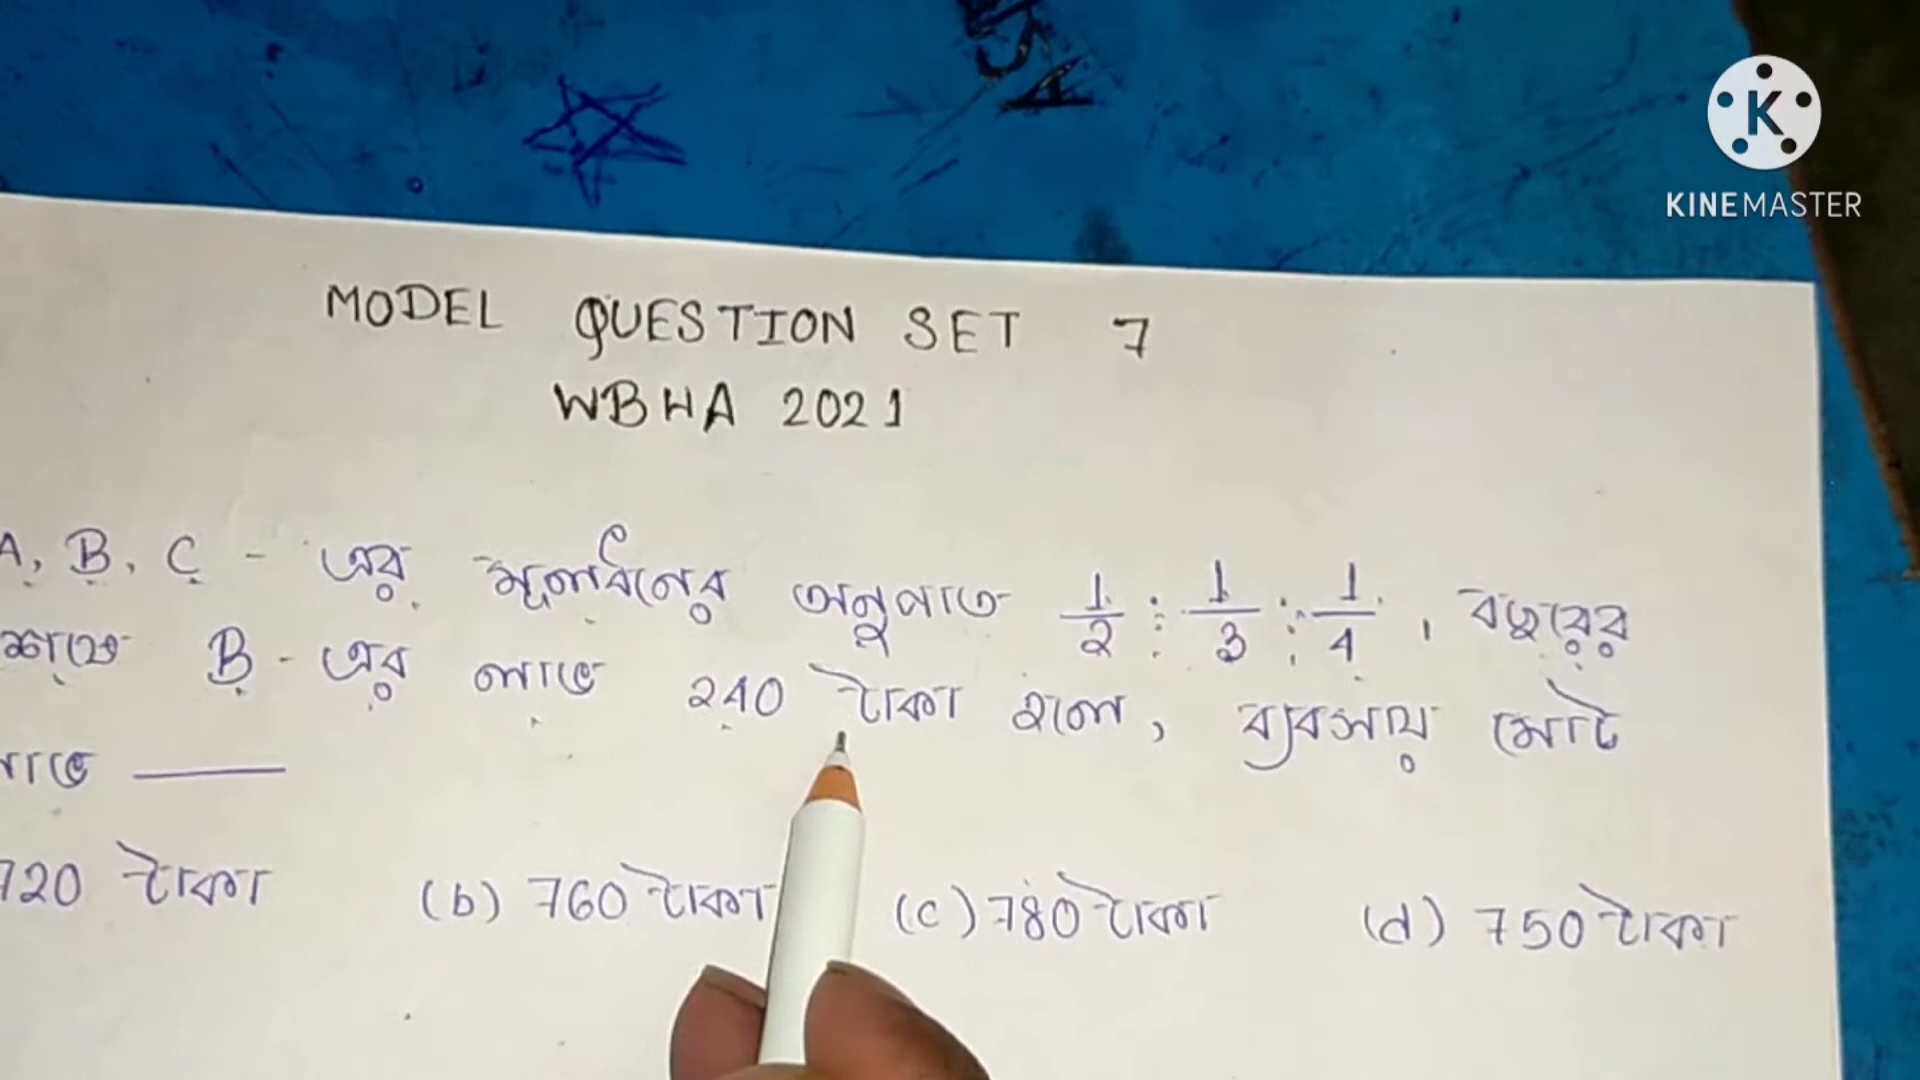 KINEMASTER
MODEL QUESTION SET 7
WBHA 2021
A, B, C - এর মূলধনের অনুপাত 1/2 : 1/3 : 1/4 , বছরের
শেষে B - এর লাভ 240 টাকা হলে, ব্যবসায় মোট
লাভ ———
720 টাকা (b) 760 টাকা (c) 780 টাকা (d) 750 টাকা